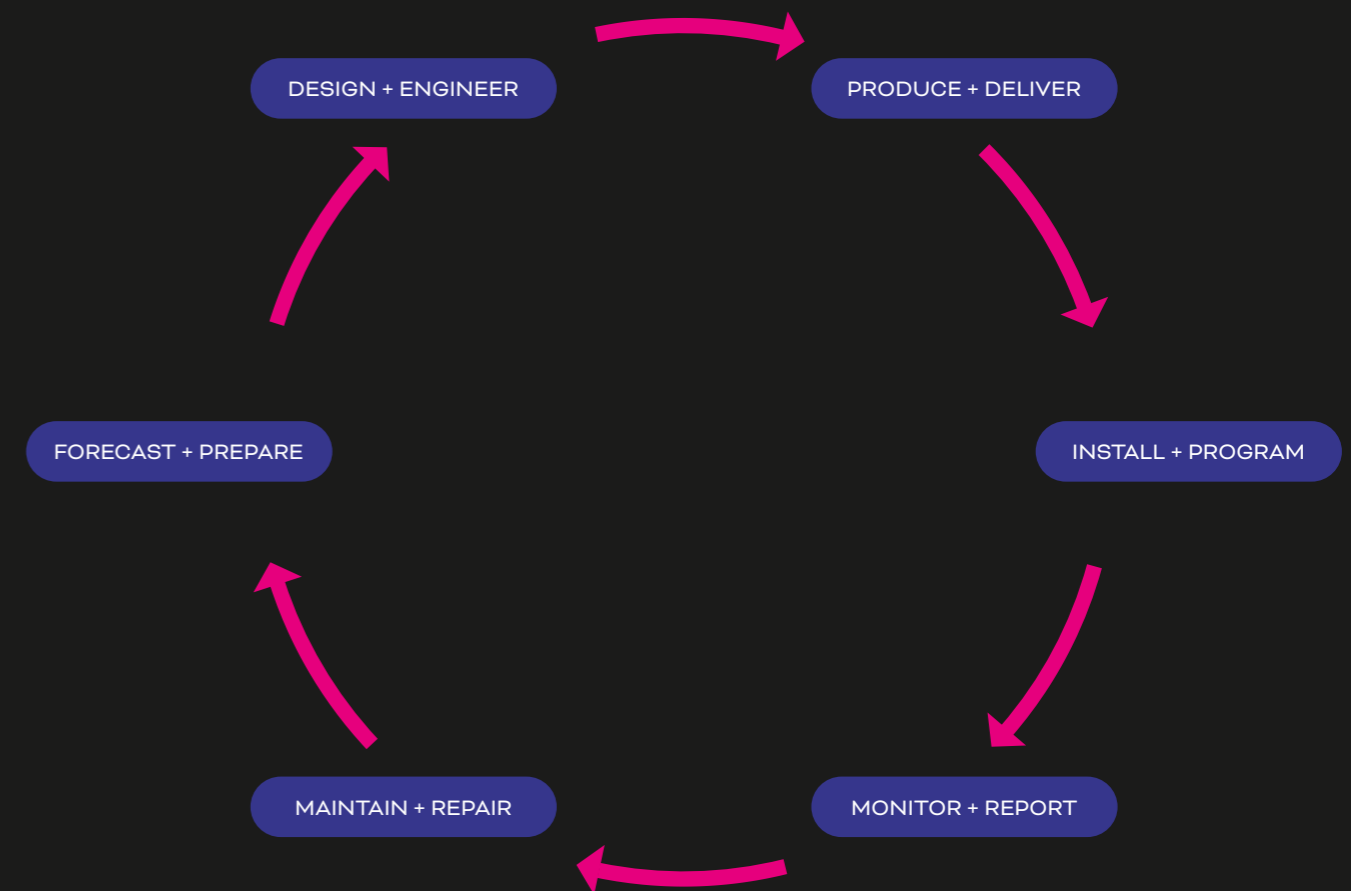 DESIGN + ENGINEER
PRODUCE + DELIVER
FORECAST + PREPARE
INSTALL + PROGRAM
MAINTAIN + REPAIR
MONITOR + REPORT